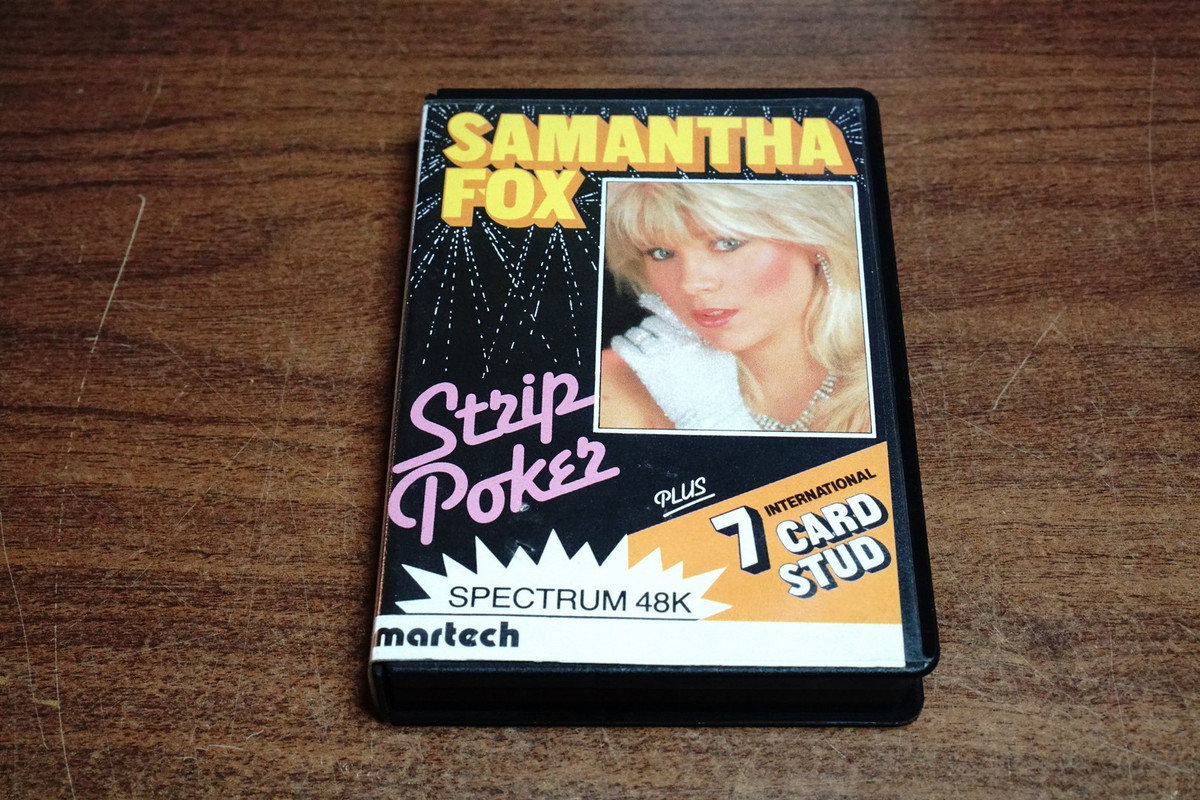 SAMANTHA
FOX
Strip
Poker
PLUS
7 INTERNATIONAL
CARD
STUD
SPECTRUM 48K
martech